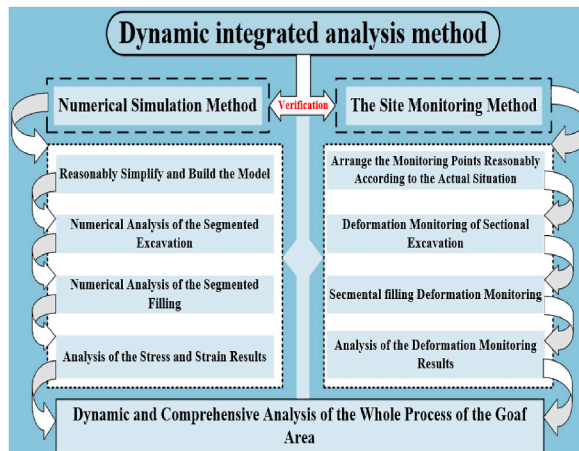 Dynamic integrated analysis method
Numerical Simulation Method
Verification
The Site Monitoring Method
Reasonably Simplify and Build the Model
Numerical Analysis of the Segmented
Excavation
Numerical Analysis of the Segmented
Filling
Analysis of the Stress and Strain Results
Arrange the Monitoring Points Reasonably
According to the Actual Situation
Deformation Monitoring of Sectional
Excavation
Secmental filling Deformation Monitoring
Analysis of the Deformation Monitoring
Results
Dynamic and Comprehensive Analysis of the Whole Process of the Goaf
Area